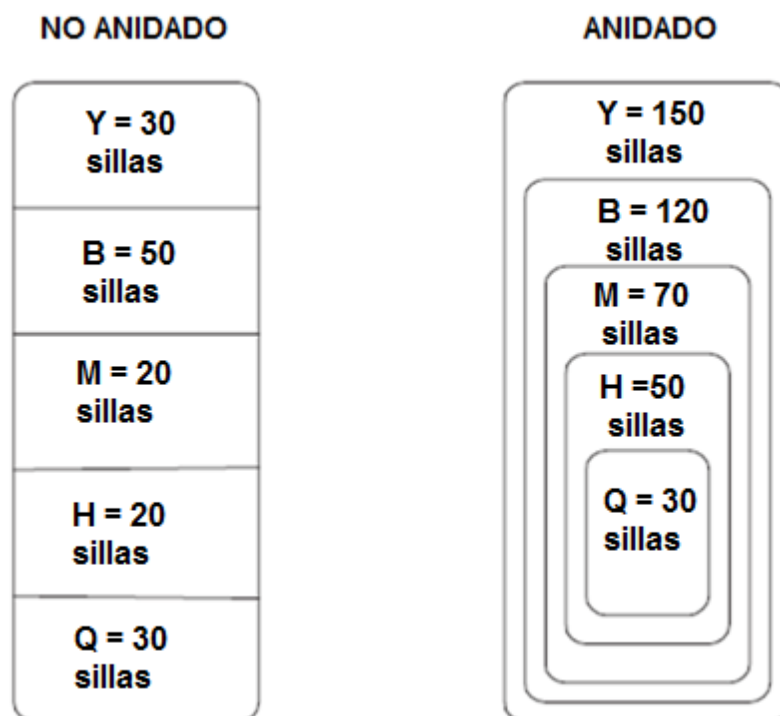 NO ANIDADO
Y = 30
sillas
B = 50
sillas
M = 20
sillas
H = 20
sillas
Q = 30
sillas
ANIDADO
Y = 150
sillas
B = 120
sillas
M = 70
sillas
H =50
sillas
Q = 30
sillas